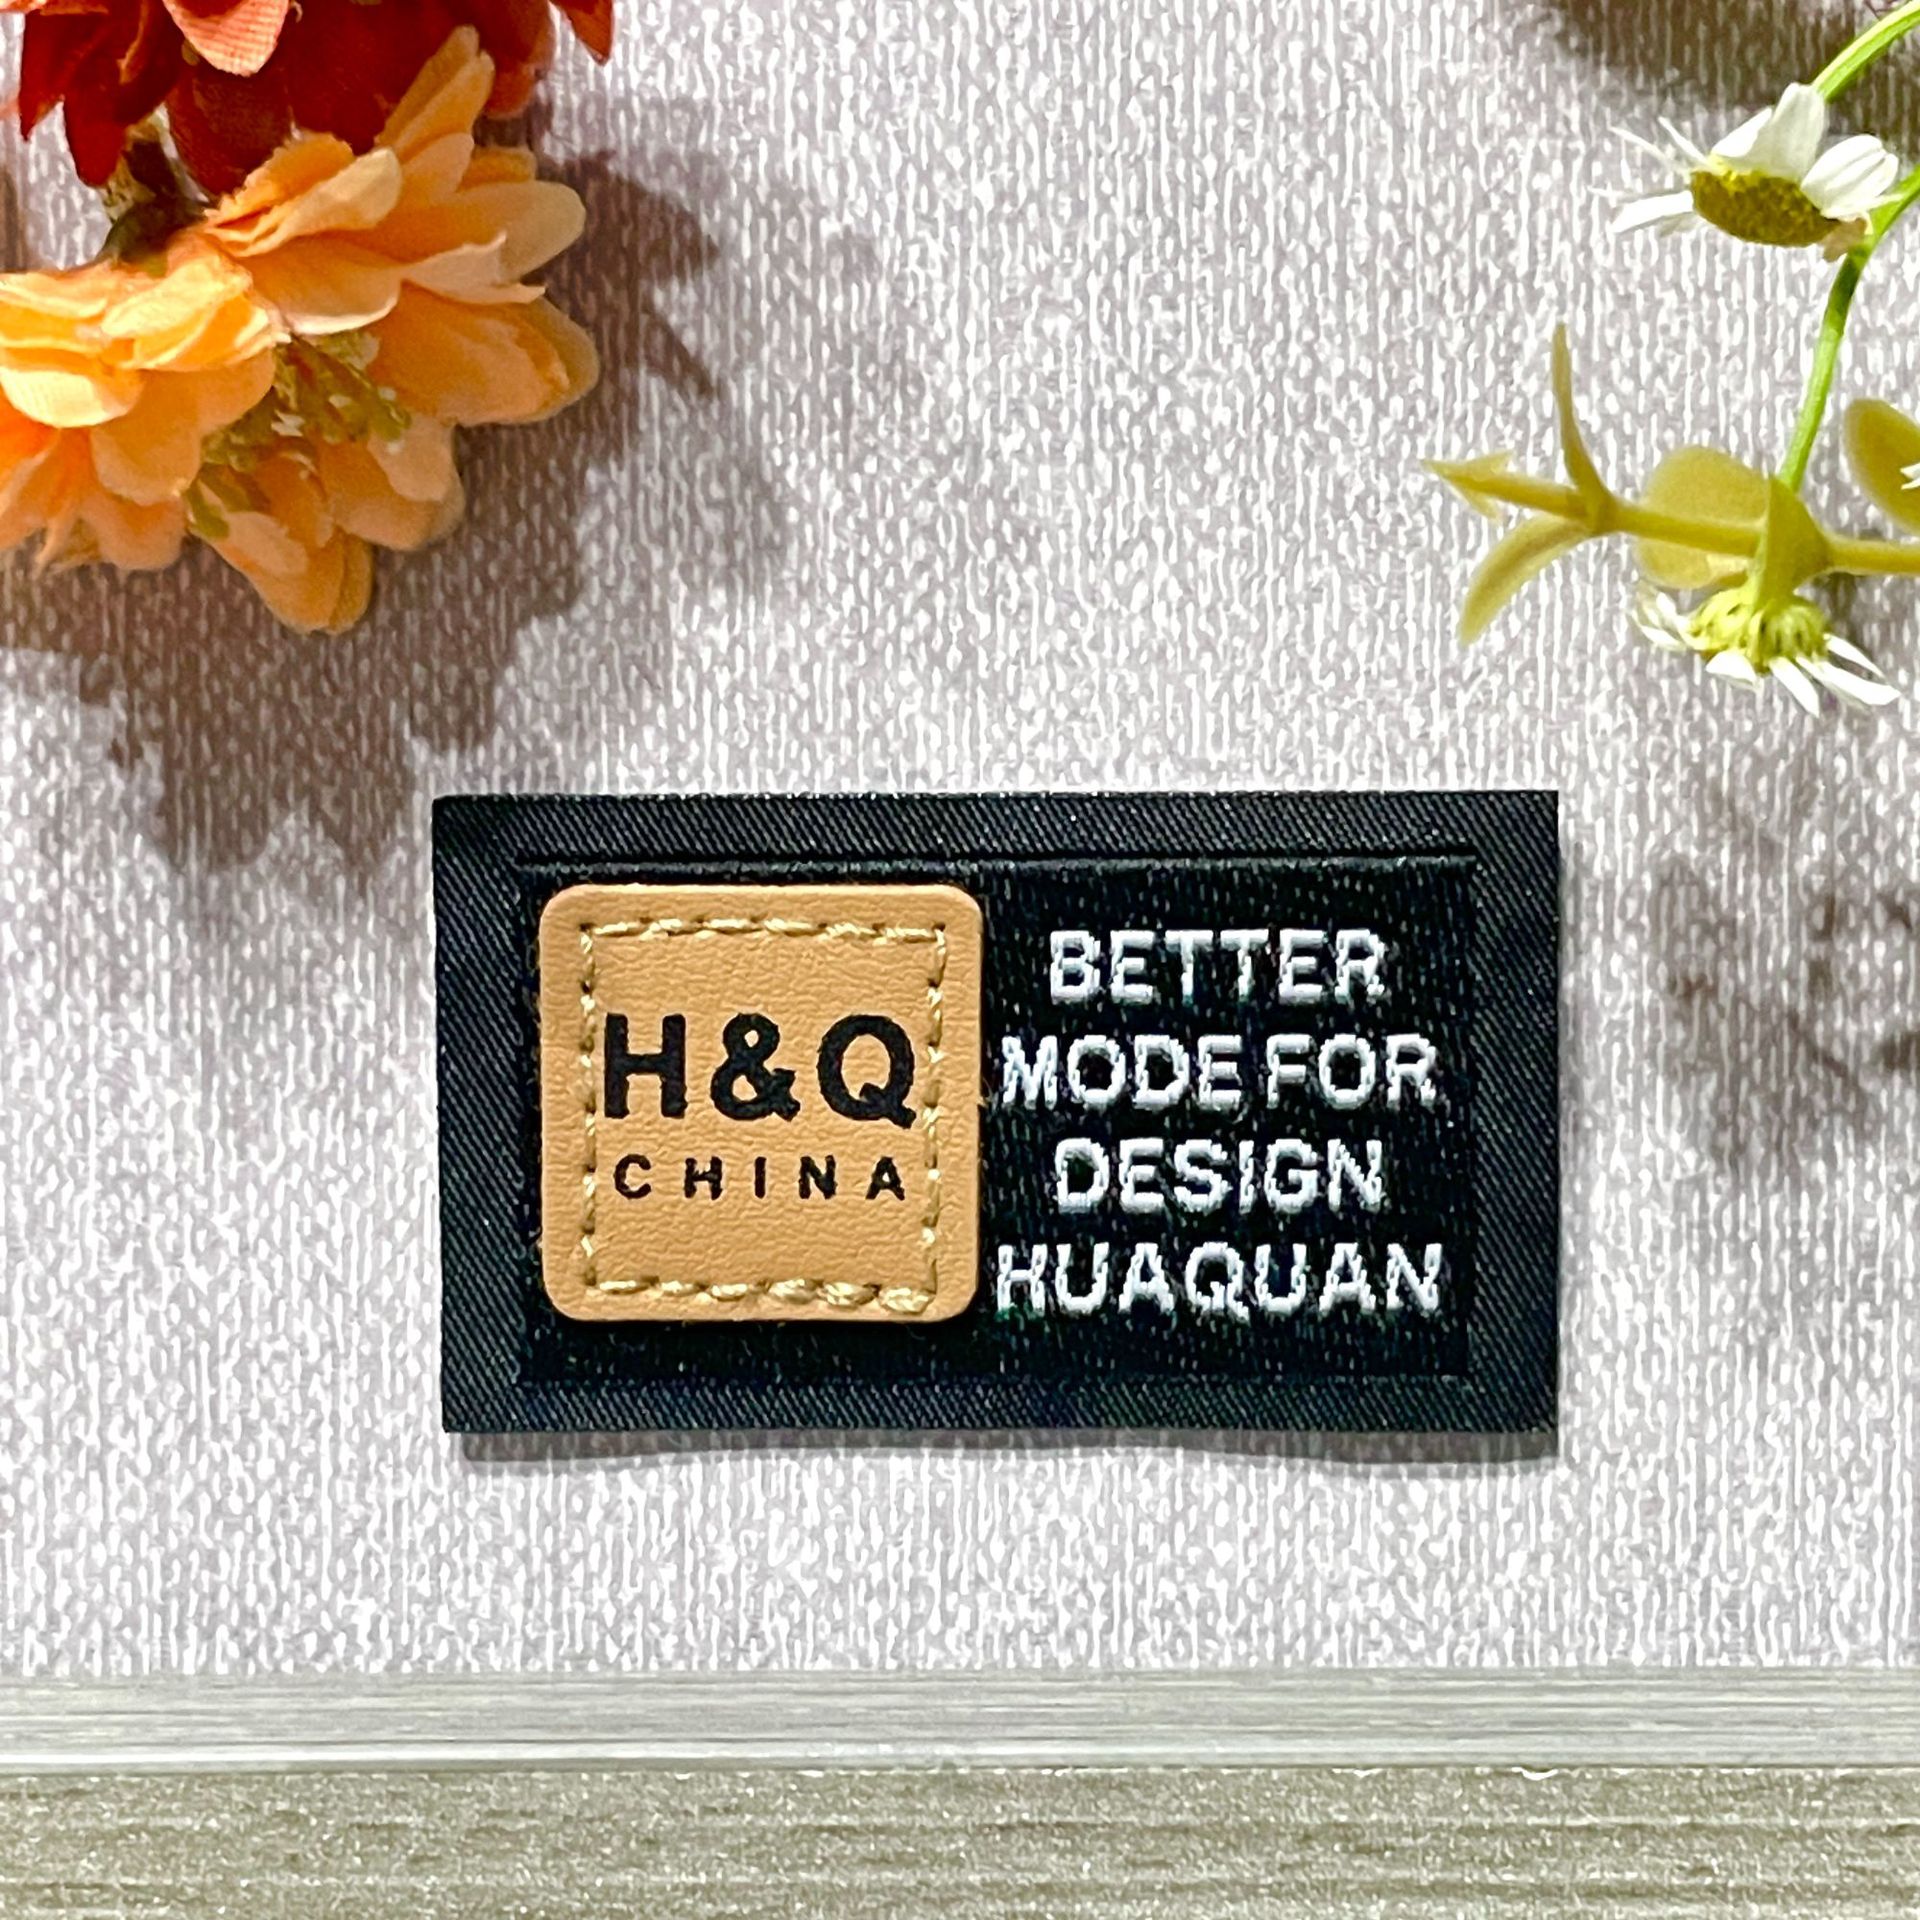 H&Q
CHINA
BETTER
MODE FOR
DESIGN
HUAQUAN